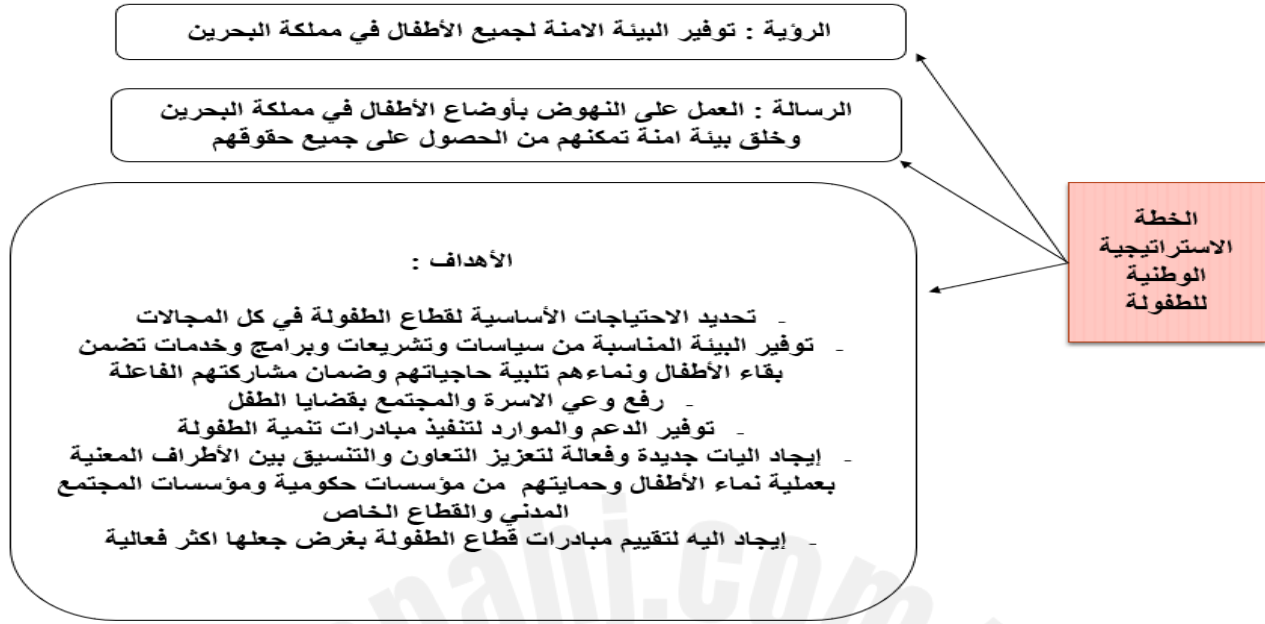 الرؤية : توفير البيئة الامنة لجميع الأطفال في مملكة البحرين
الرسالة : العمل على النهوض بأوضاع الأطفال في مملكة البحرين
وخلق بيئة امنة تمكنهم من الحصول على جميع حقوقهم
الخطة
الاستراتيجية
الوطنية
للطفولة
الأهداف :
- تحديد الاحتياجات الأساسية لقطاع الطفولة في كل المجالات
- توفير البيئة المناسبة من سياسات وتشريعات وبرامج وخدمات تضمن
بقاء الأطفال ونماءهم تلبية حاجياتهم وضمان مشاركتهم الفاعلة
- رفع وعي الاسرة والمجتمع بقضايا الطفل
- توفير الدعم والموارد لتنفيذ مبادرات تنمية الطفولة
- إيجاد اليات جديدة وفعالة لتعزيز التعاون والتنسيق بين الأطراف المعنية
بعملية نماء الأطفال وحمايتهم من مؤسسات حكومية ومؤسسات المجتمع
المدني والقطاع الخاص
- إيجاد اليه لتقييم مبادرات قطاع الطفولة بغرض جعلها اكثر فعالية